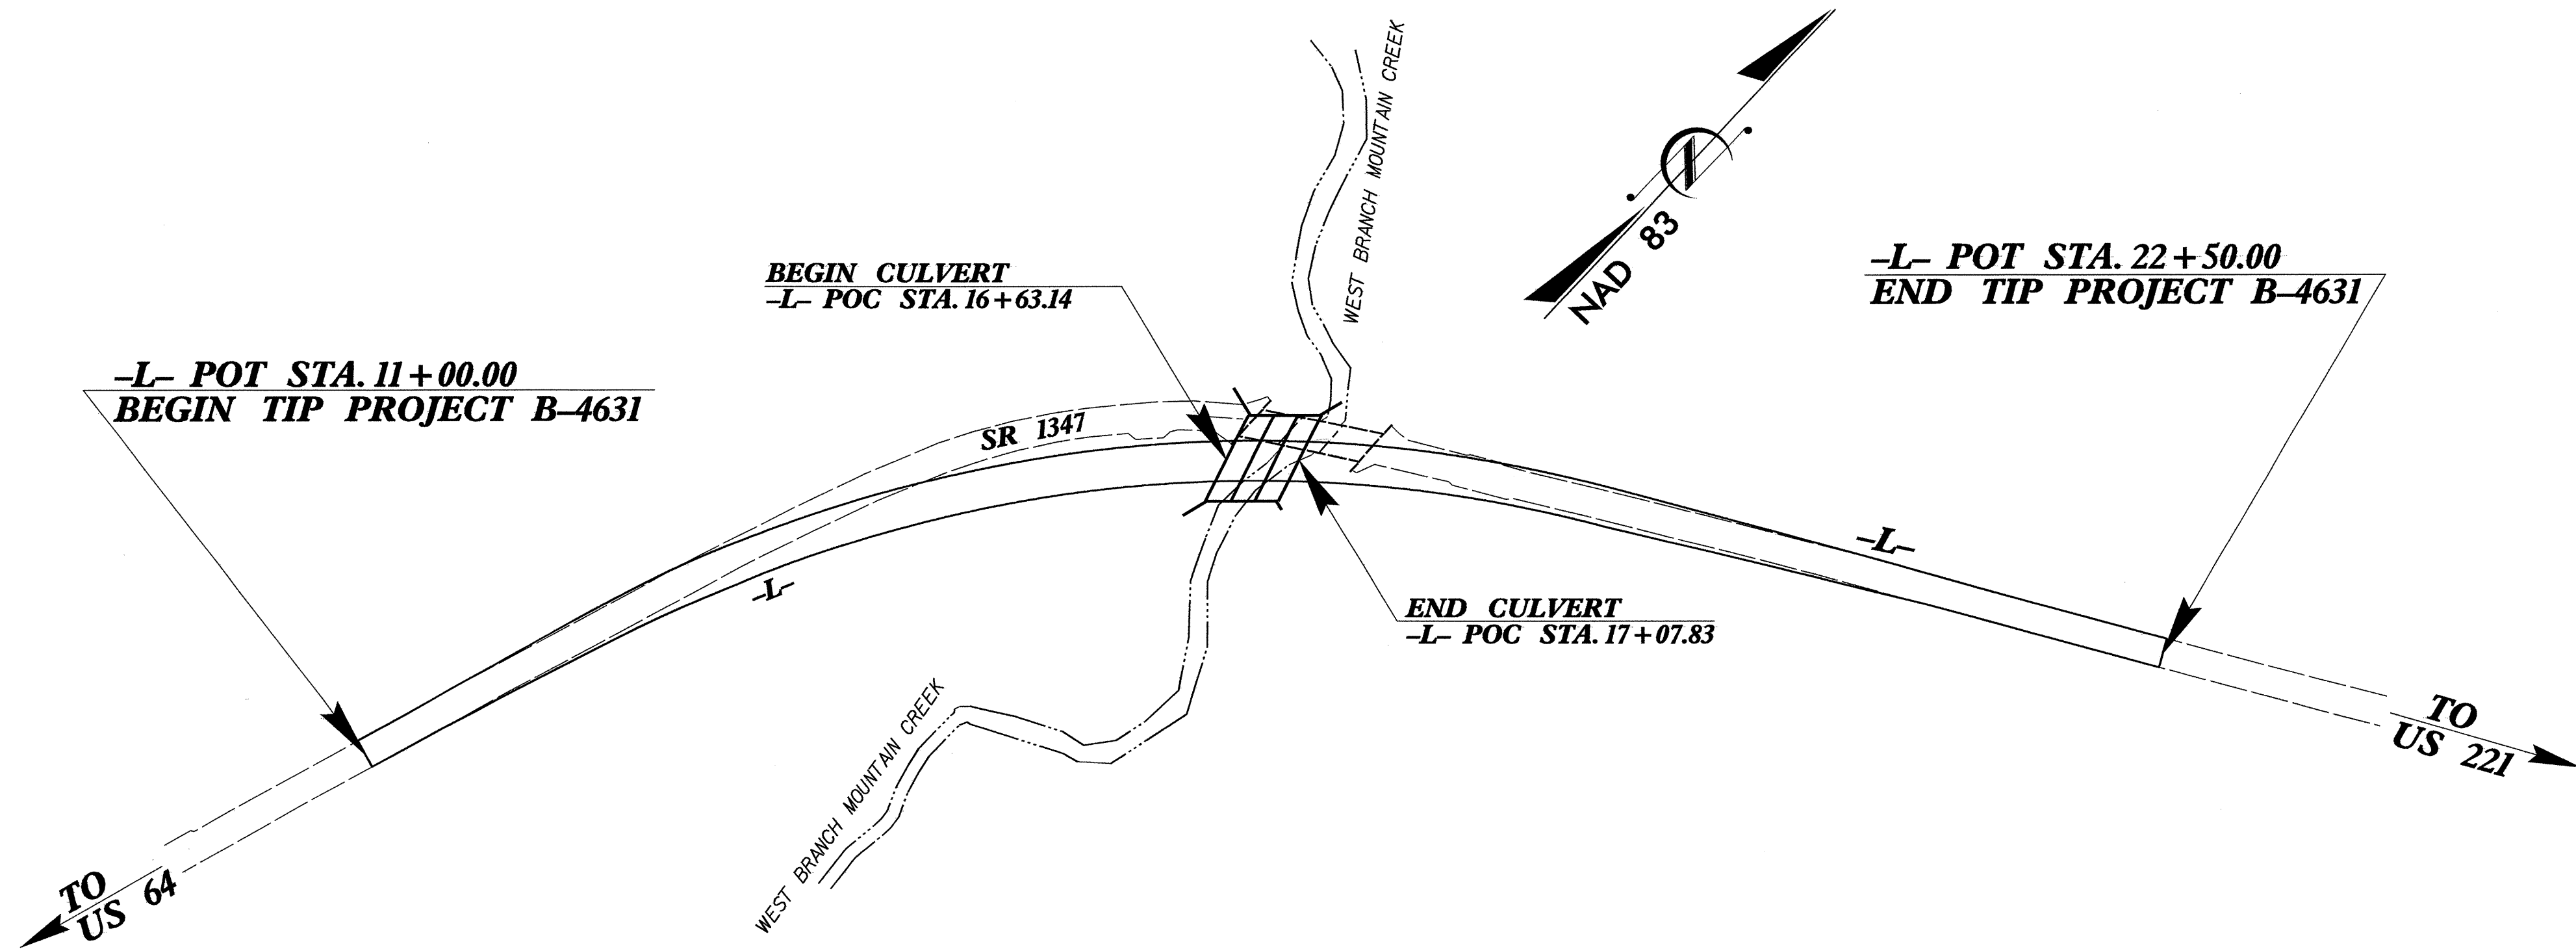 WEST BRANCH MOUNTAIN CREEK
NAD 83
BEGIN CULVERT
-L- POC STA. 16+63.14
-L- POT STA. 22+50.00
END TIP PROJECT B-4631
-L- POT STA. 11+00.00
BEGIN TIP PROJECT B-4631
SR 1347
-L-
-L-
END CULVERT
-L- POC STA. 17+07.83
WEST BRANCH MOUNTAIN CREEK
TO
US 221
TO
US 64